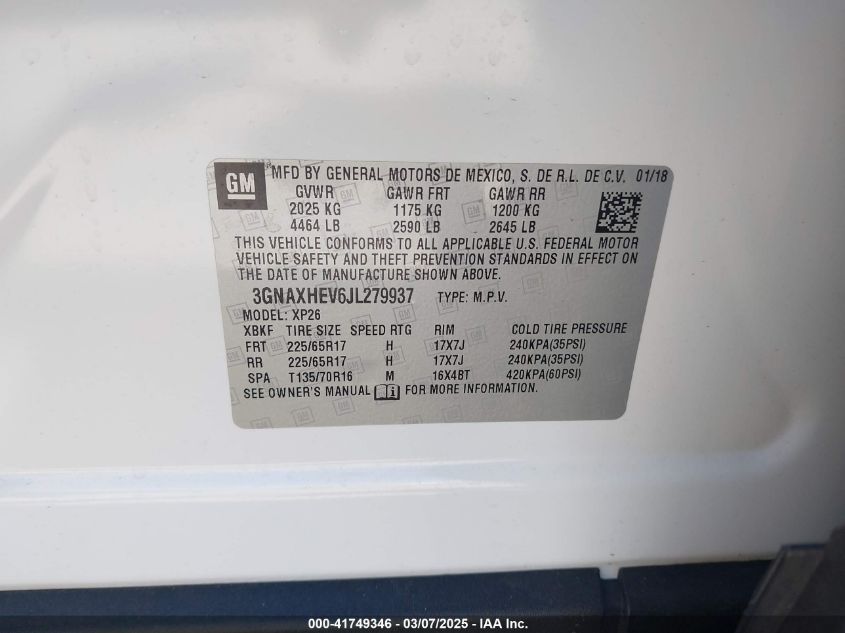 GM MFD BY GENERAL MOTORS DE MEXICO, S. DE R.L. DE C.V. 01/18
GVWR GAWR FRT GAWR RR
2025 KG 1175 KG 1200 KG
4464 LB 2590 LB 2645 LB
THIS VEHICLE CONFORMS TO ALL APPLICABLE U.S. FEDERAL MOTOR
VEHICLE SAFETY AND THEFT PREVENTION STANDARDS IN EFFECT ON
THE DATE OF MANUFACTURE SHOWN ABOVE.
3GNAXHEV6JL279937 TYPE: M.P.V.
MODEL: XP26
XBKF TIRE SIZE SPEED RTG RIM COLD TIRE PRESSURE
FRT 225/65R17 H 17X7J 240KPA(35PSI)
RR 225/65R17 H 17X7J 240KPA(35PSI)
SPA T135/70R16 M 16X4BT 420KPA(60PSI)
SEE OWNER'S MANUAL FOR MORE INFORMATION.
000-41749346 - 03/07/2025 - IAA Inc.